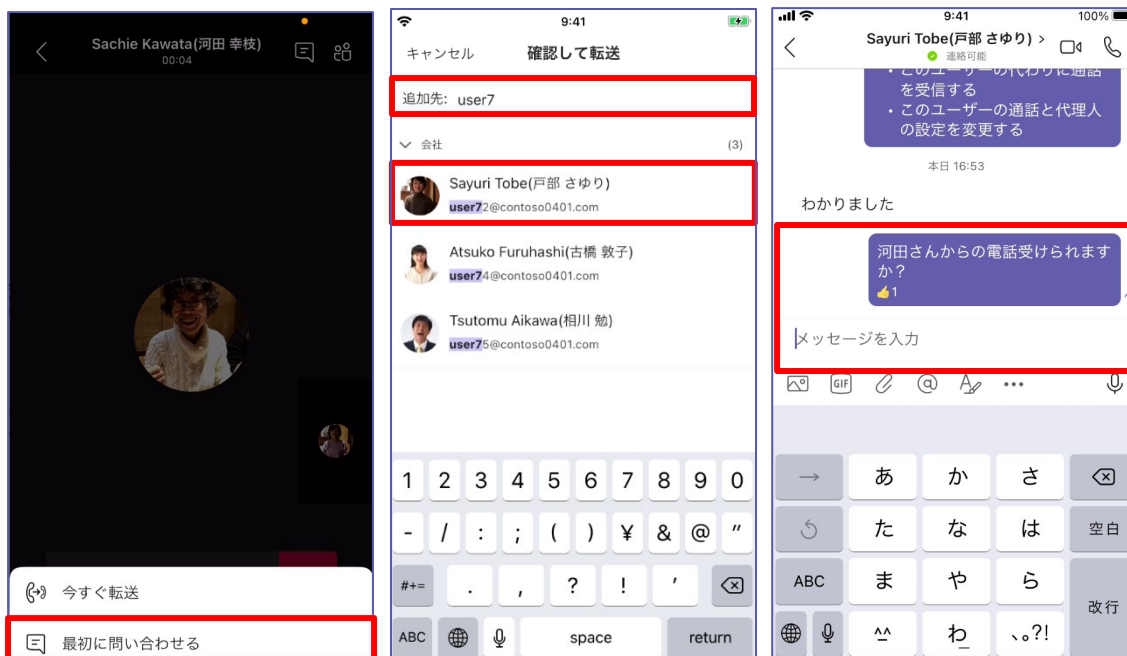 Sachie Kawata(河田 幸枝)
00:04
今すぐ転送
最初に問い合わせる
9:41
キャンセル
確認して転送
追加先: user7
会社
(3)
Sayuri Tobe(戸部 さゆり)
user72@contoso0401.com
Atsuko Furuhashi(古橋 敦子)
user74@contoso0401.com
Tsutomu Aikawa(相川 勉)
user75@contoso0401.com
1 2 3 4 5 6 7 8 9 0
- / : ; ( ) ¥ & @ "
#+= . , ? ! '
ABC space return
9:41
100%
Sayuri Tobe(戸部 さゆり) >
連絡可能
・このユーザーの代わりに通話
を受信する
・このユーザーの通話と代理人
の設定を変更する
本日 16:53
わかりました
河田さんからの電話受けられます
か?
👍1
メッセージを入力
GIF @ A ...
→ あ か さ
た な は 空白
ABC ま や ら
改行
^^ わ 、。?!